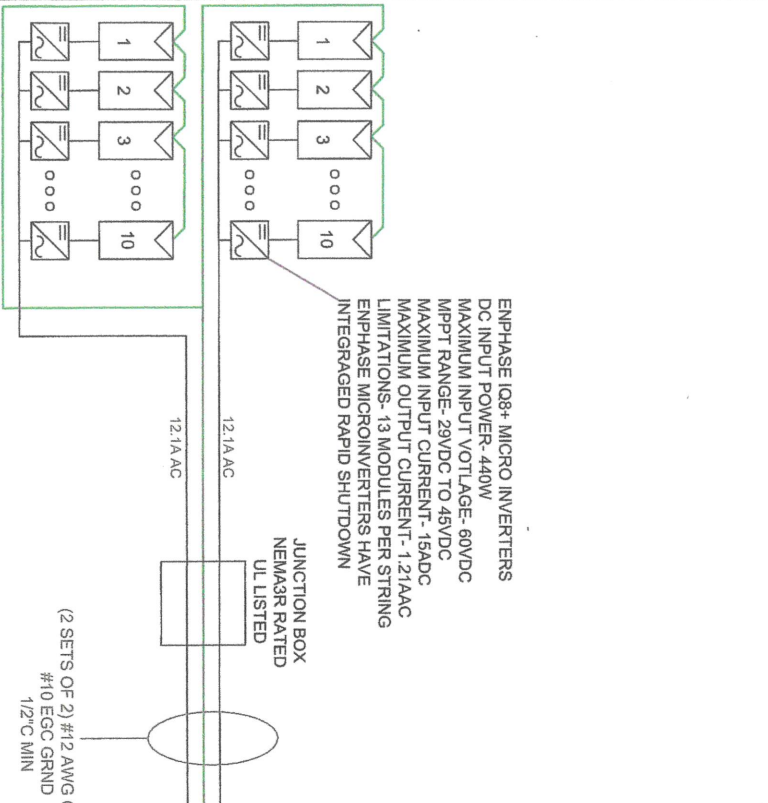 1
2
3
10
1
2
3
10
ENPHASE IQ8+ MICRO INVERTERS
DC INPUT POWER- 440W
MAXIMUM INPUT VOTLAGE- 60VDC
MPPT RANGE- 29VDC TO 45VDC
MAXIMUM INPUT CURRENT- 15ADC
MAXIMUM OUTPUT CURRENT- 1.21AAC
LIMITATIONS- 13 MODULES PER STRING
ENPHASE MICROINVERTERS HAVE
INTEGRAGED RAPID SHUTDOWN
12.1A AC
12.1A AC
JUNCTION BOX
NEMA3R RATED
UL LISTED
(2 SETS OF 2) #12 AWG
#10 EGC GRND
1/2"C MIN